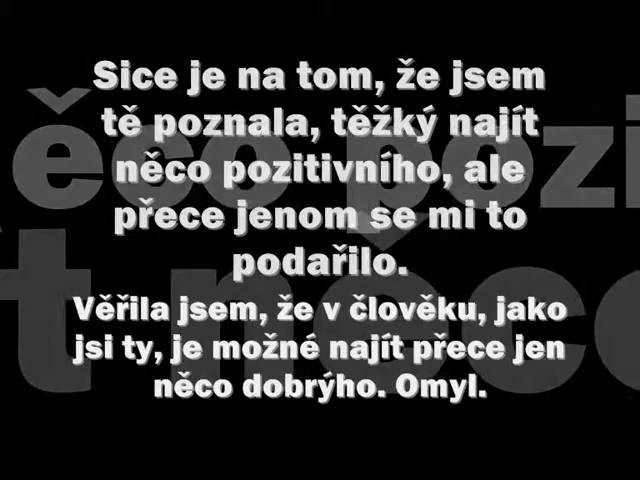 Sice je na tom, že jsem
tě poznala, těžký najít
něco pozitivního, ale
přece jenom se mi to
podařilo.
Věřila jsem, že v člověku, jako
jsi ty, je možné najít přece jen
něco dobrýho. Omyl.